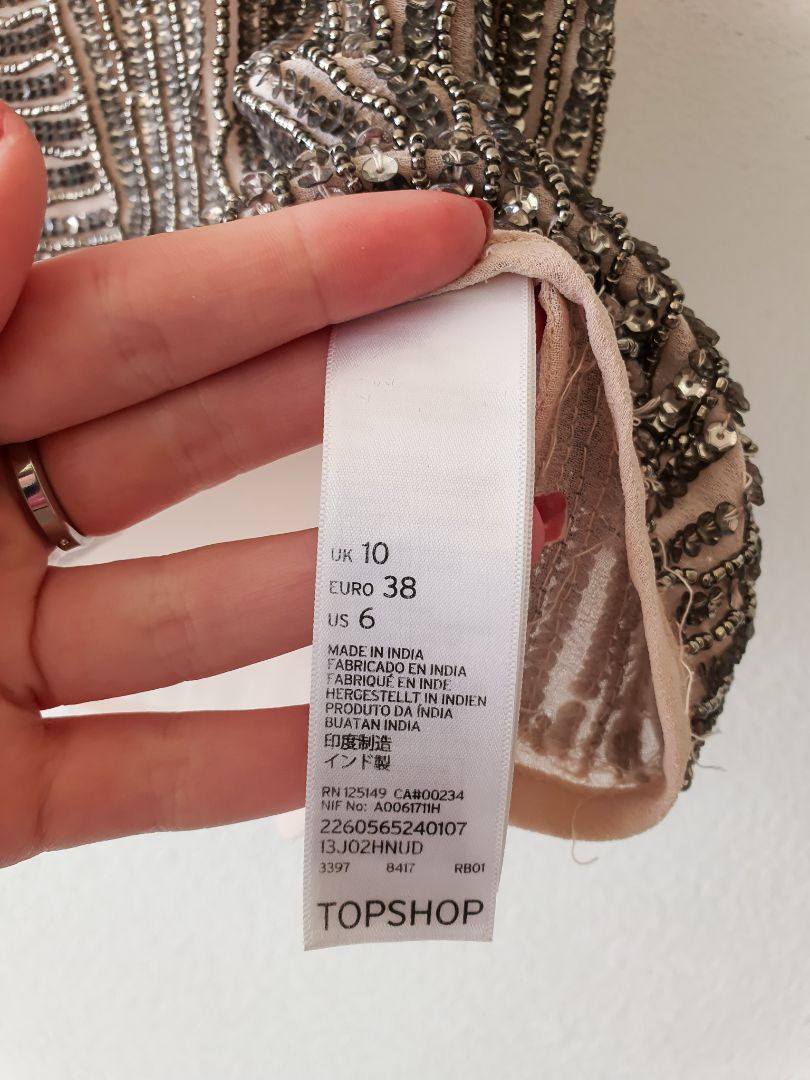 UK 10
EURO 38
US 6
MADE IN INDIA
FABRICADO EN INDIA
FABRIQUÉ EN INDE
HERGESTELLT IN INDIEN
PRODUTO DA ÍNDIA
BUATAN INDIA
印度制造
インド製
RN 125149 CA#00234
NIF No: A0061711H
2260565240107
13J02HNUD
3397 8417 RB01
TOPSHOP